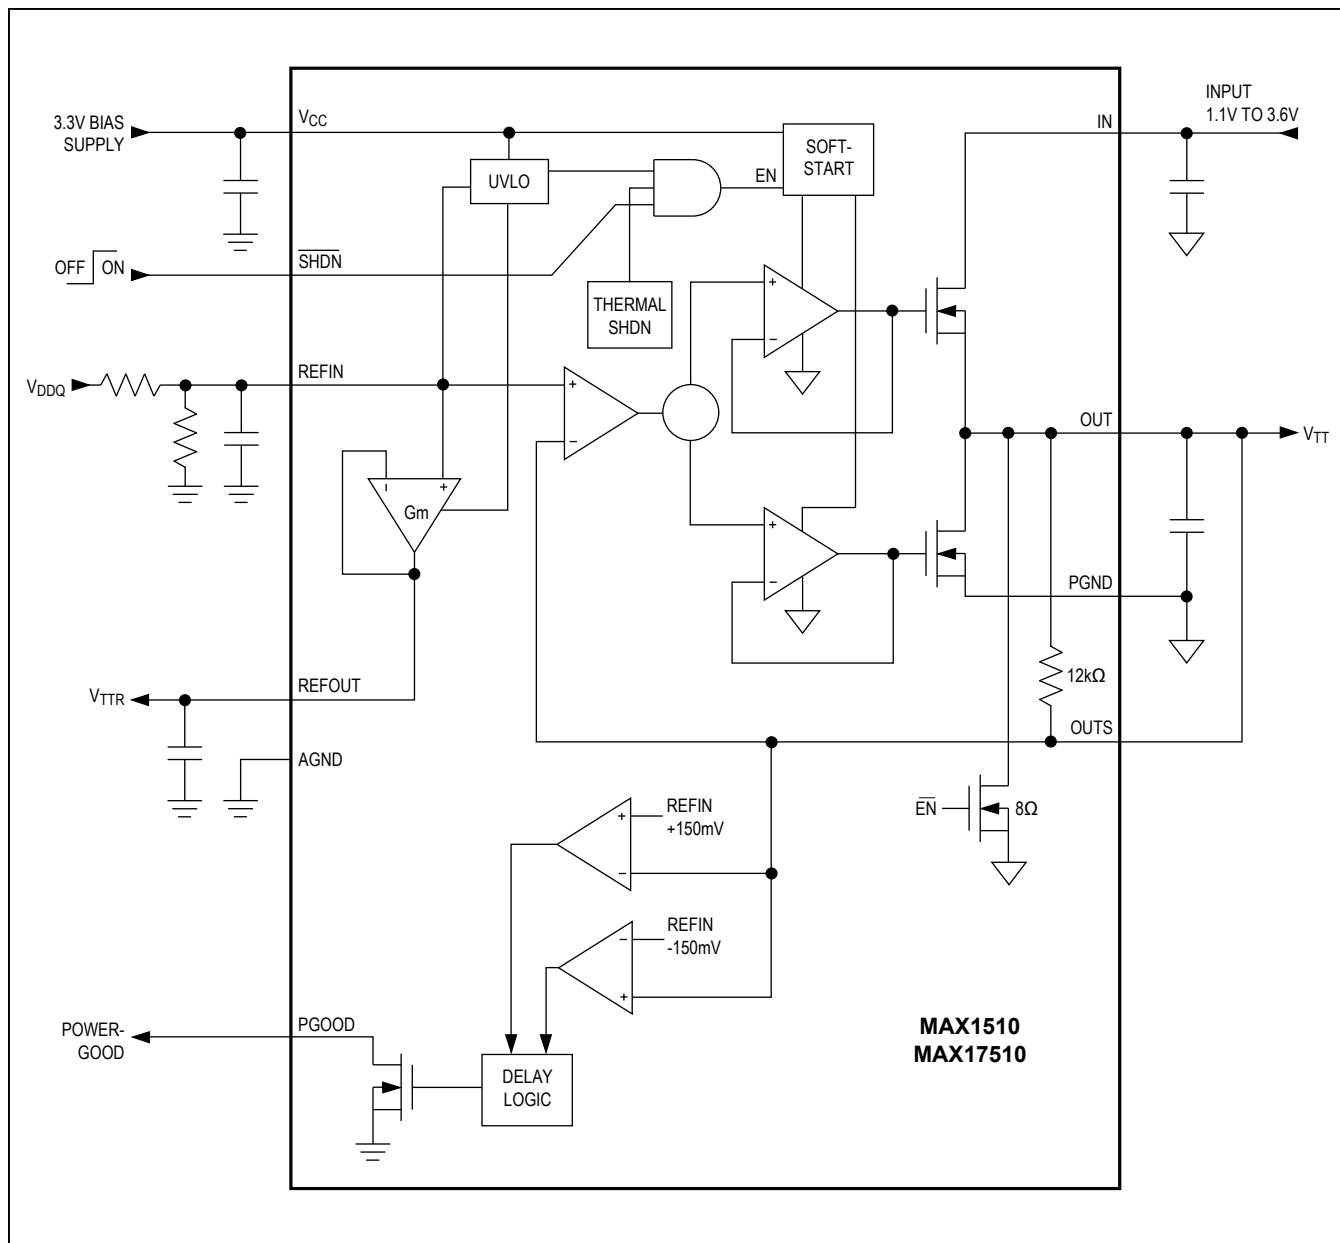 3.3V BIAS
SUPPLY
VCC
SOFT-
START
IN
INPUT
1.1V TO 3.6V
UVLO
EN
OFF
ON
SHDN
THERMAL
SHDN
+
−
VDDQ
REFIN
+
−
OUT
VTT
−
+
Gm
+
−
PGND
12kΩ
VTTR
REFOUT
OUTS
AGND
EN
8Ω
+
−
REFIN
+150mV
−
+
REFIN
-150mV
POWER-
GOOD
PGOOD
DELAY
LOGIC
MAX1510
MAX17510